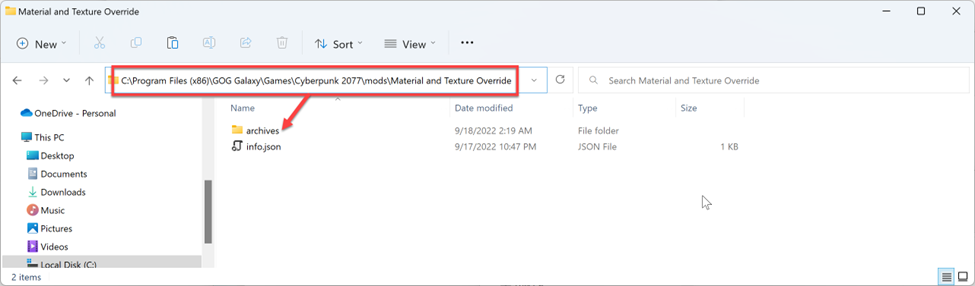 Material and Texture Override
New Sort View
C:\Program Files (x86)\GOG Galaxy\Games\Cyberpunk 2077\mods\Material and Texture Override Search Material and Texture Override
Name Date modified Type Size
OneDrive - Personal
archives 9/18/2022 2:19 AM File folder
This PC
info.json 9/17/2022 10:47 PM JSON File 1 KB
Desktop
Documents
Downloads
Music
Pictures
Videos
Local Disk (C:)
2 items